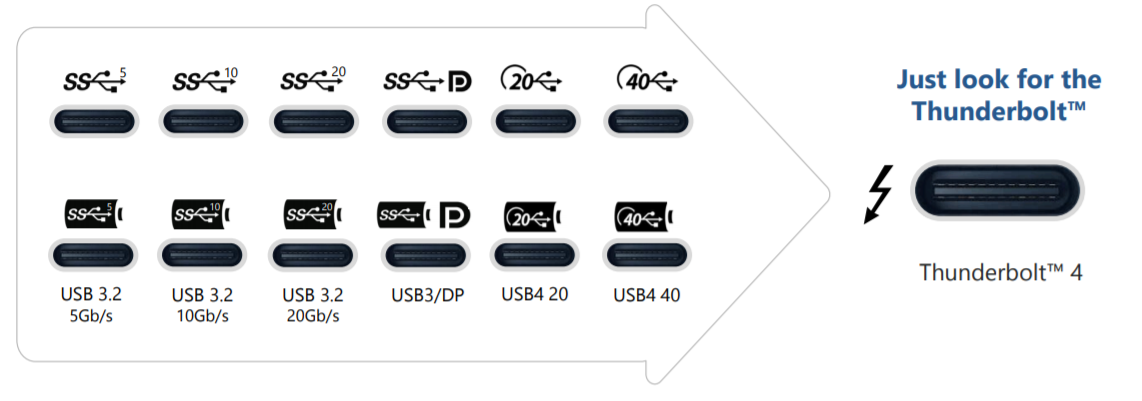 SS 5
SS 10
SS 20
SS D
20
40
Just look for the
Thunderbolt™
SS 5
SS 10
SS 20
SS D
20
40
USB 3.2
5Gb/s
USB 3.2
10Gb/s
USB 3.2
20Gb/s
USB3/DP
USB4 20
USB4 40
Thunderbolt™ 4